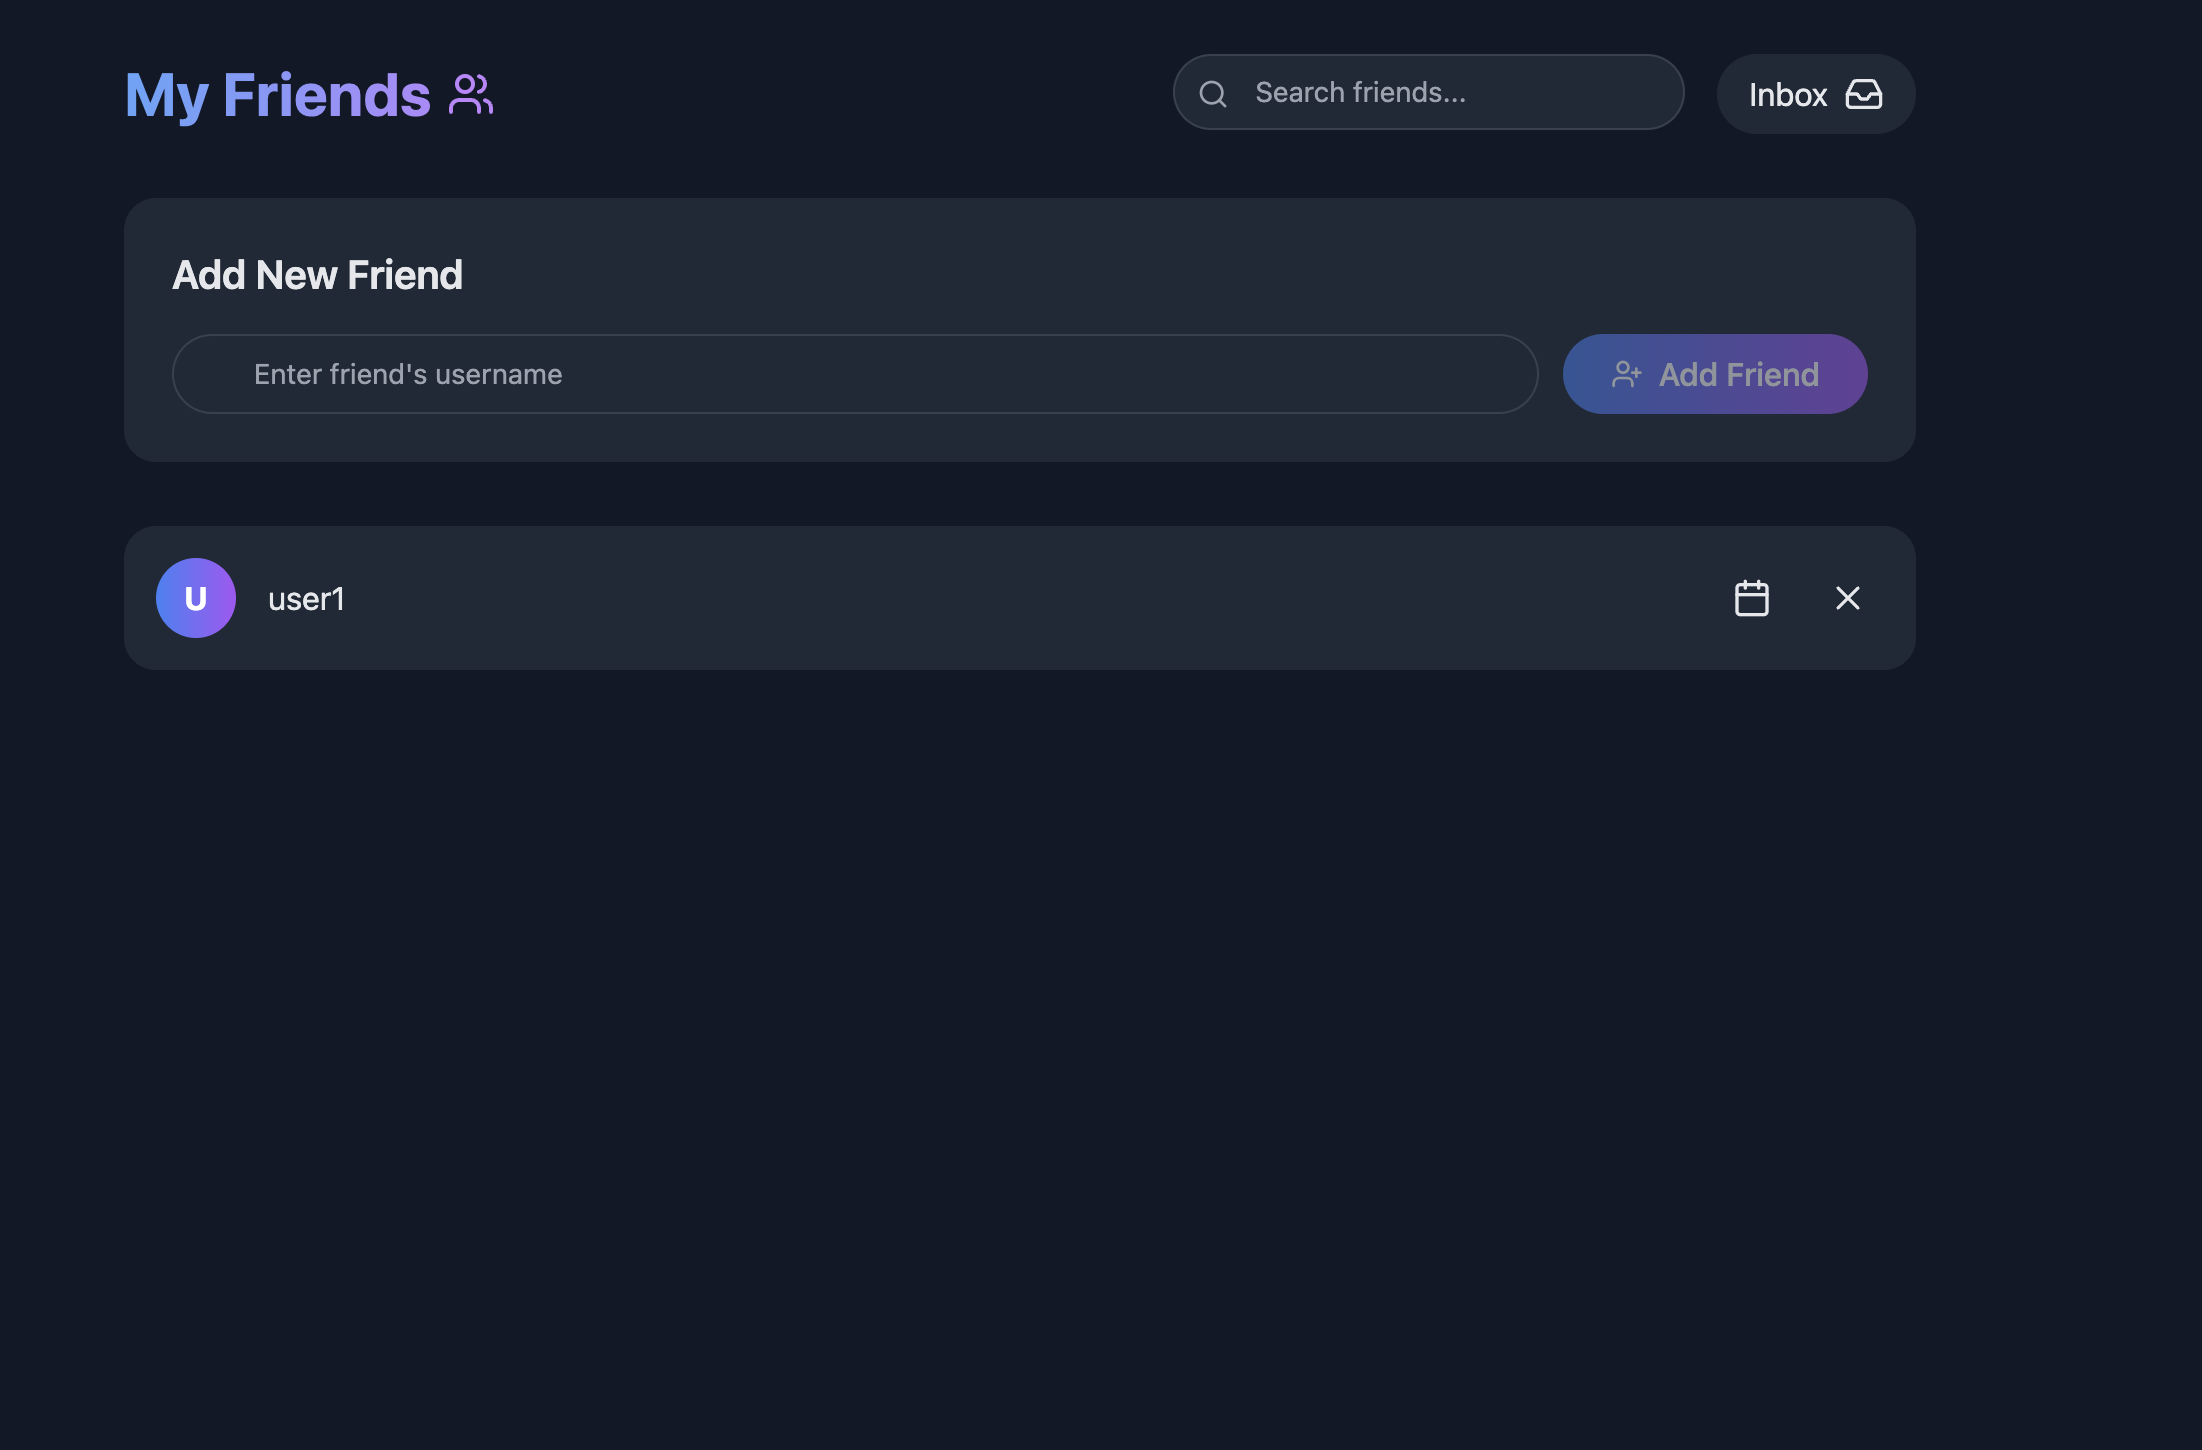 My Friends
Search friends...
Inbox
Add New Friend
Enter friend's username
Add Friend
U
user1